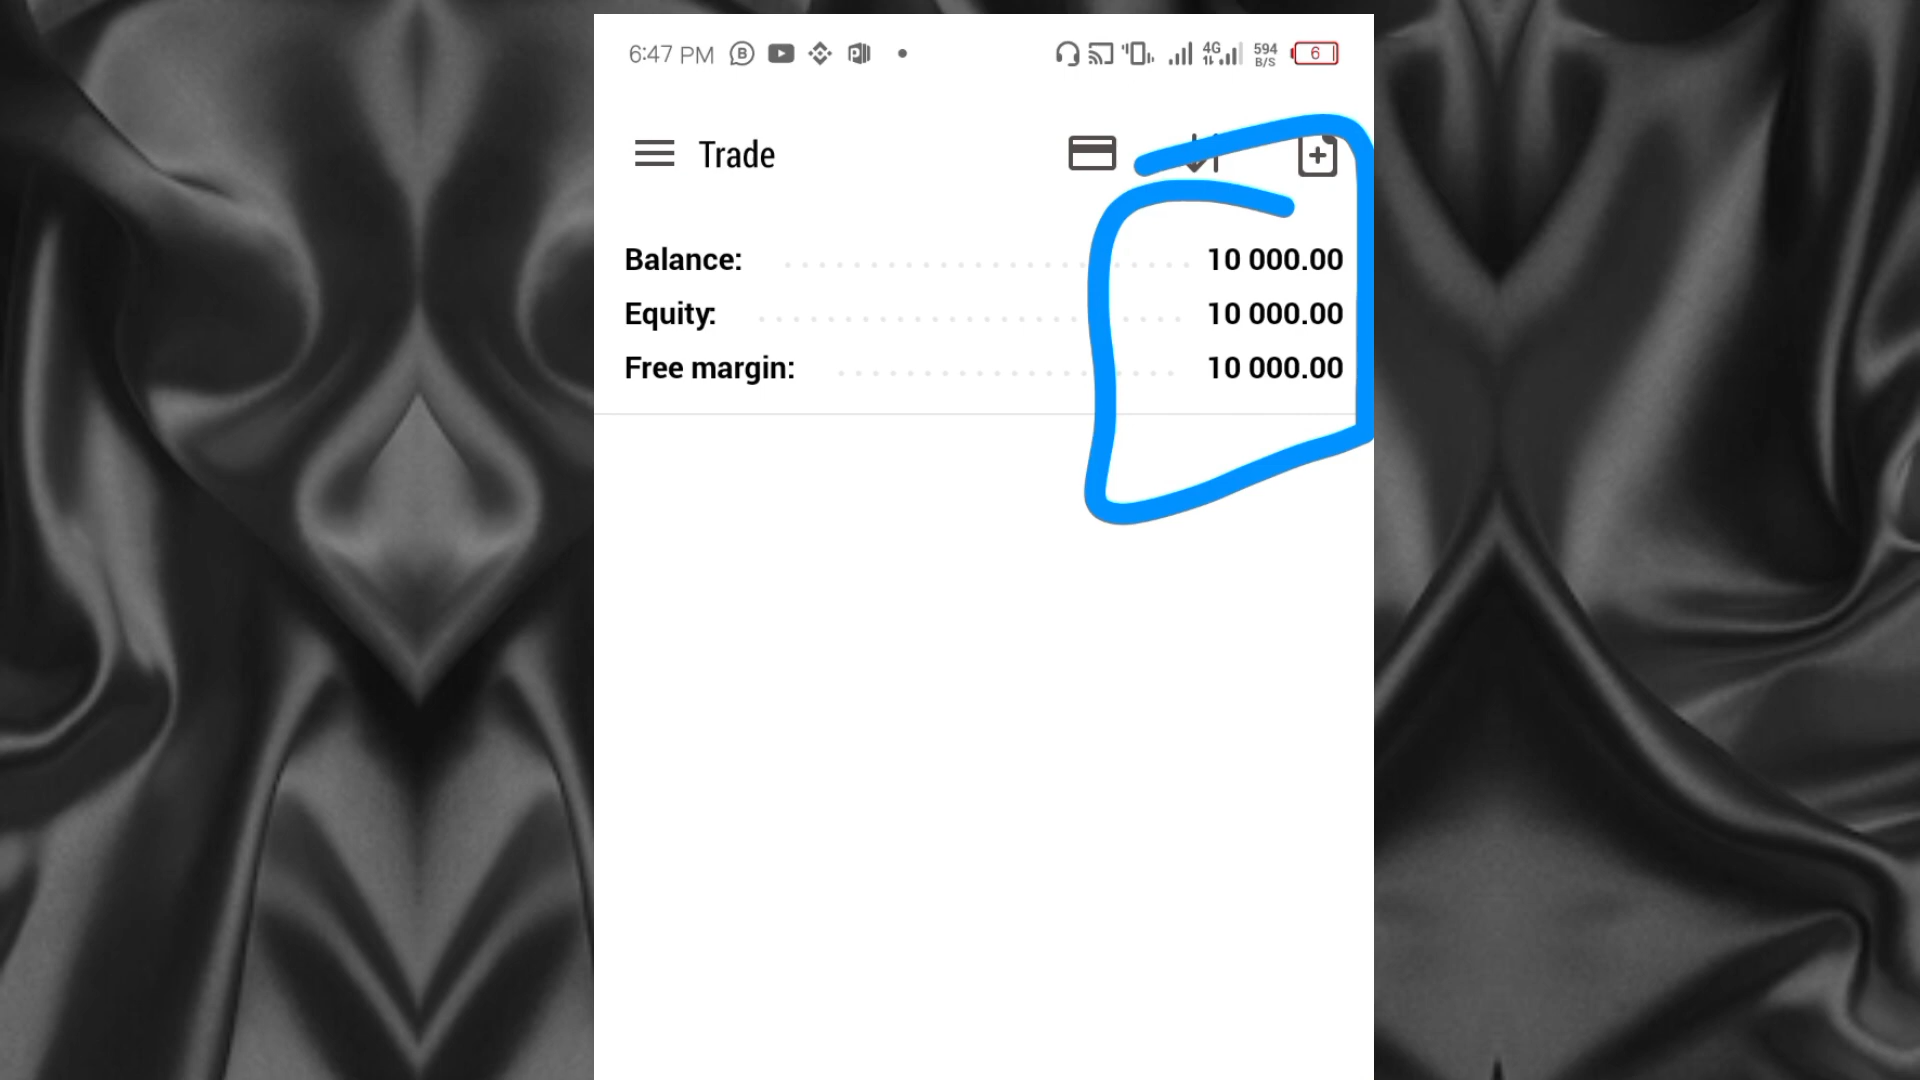 6:47 PM 4G 594 B/S 6
Trade
Balance: 10 000.00
Equity: 10 000.00
Free margin: 10 000.00